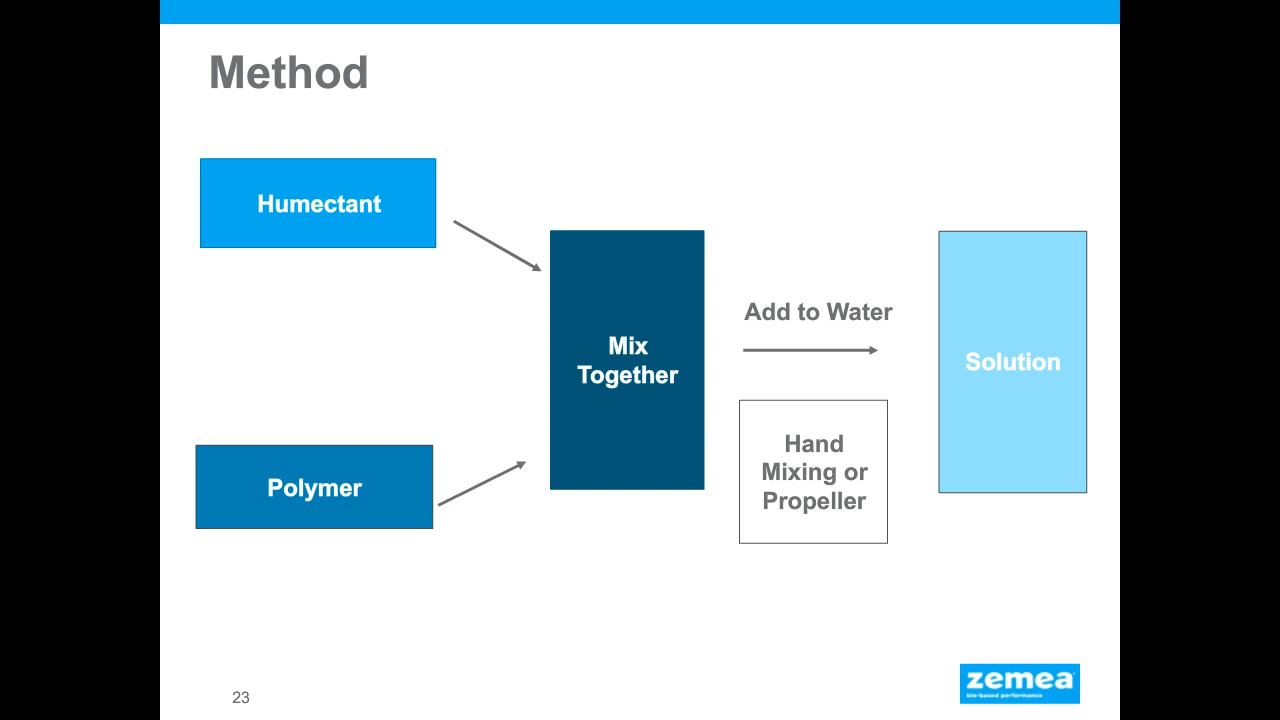 Method
Humectant
Polymer
Mix
Together
Add to Water
Hand
Mixing or
Propeller
Solution
23
zemea
bio-based performance